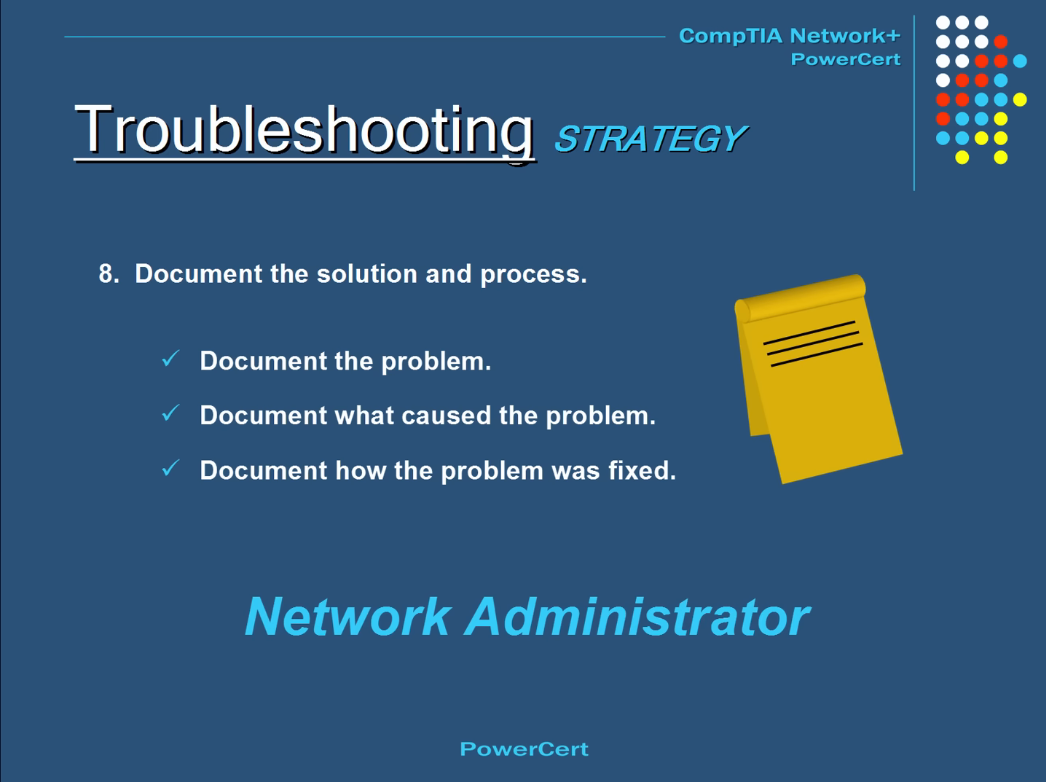 CompTIA Network+
PowerCert
Troubleshooting STRATEGY
8. Document the solution and process.
✓ Document the problem.
✓ Document what caused the problem.
✓ Document how the problem was fixed.
Network Administrator
PowerCert